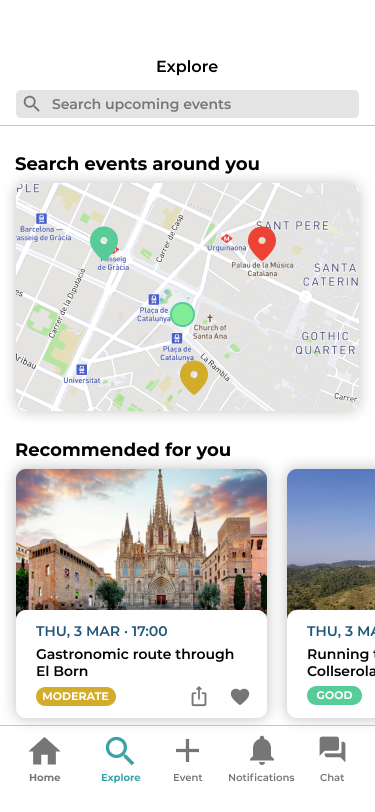 Explore
Search upcoming events
Search events around you
PLE
Barcelona —
asseig de Gràcia
Passeig
de Gràcia
Carrer de Casp
Urquinaona
SANT PERE
Palau de la Música
Catalana
SANTA
CATERIN
Carrer de la Diputació
Plaça de
Catalunya
Church of
Santa Ana
GOTHIC
QUARTER
Plaça de
Catalunya
La Rambla
Aribau
Universitat
Carrer
Recommended for you
THU, 3 MAR · 17:00
Gastronomic route through
El Born
MODERATE
THU, 3 MA
Running t
Collserola
GOOD
Home
Explore
Event
Notifications
Chat